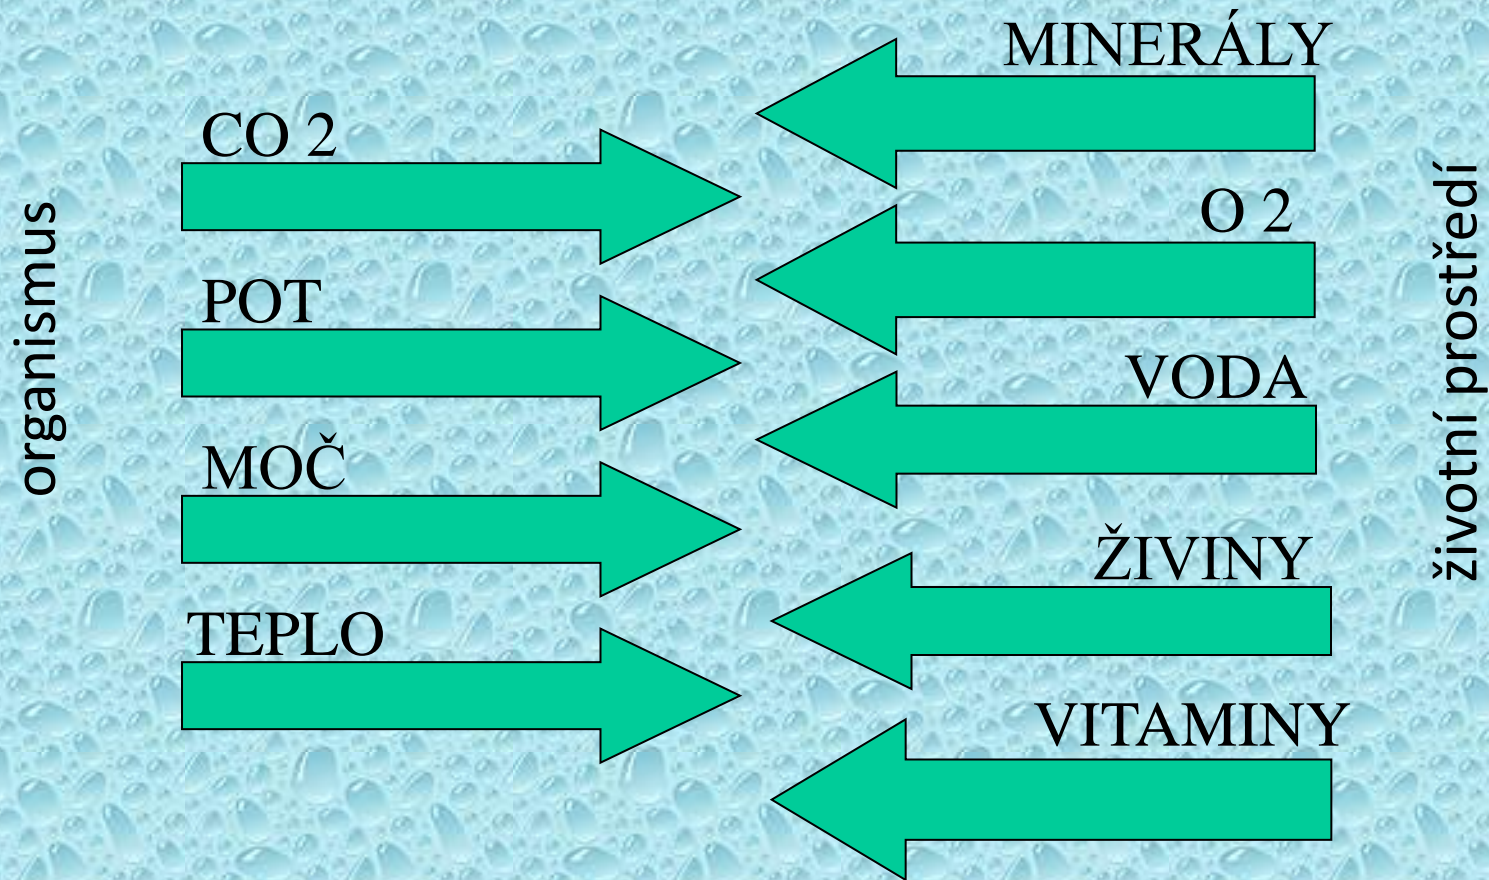 organismus
CO 2
POT
MOČ
TEPLO
MINERÁLY
O 2
VODA
ŽIVINY
VITAMINY
životní prostředí